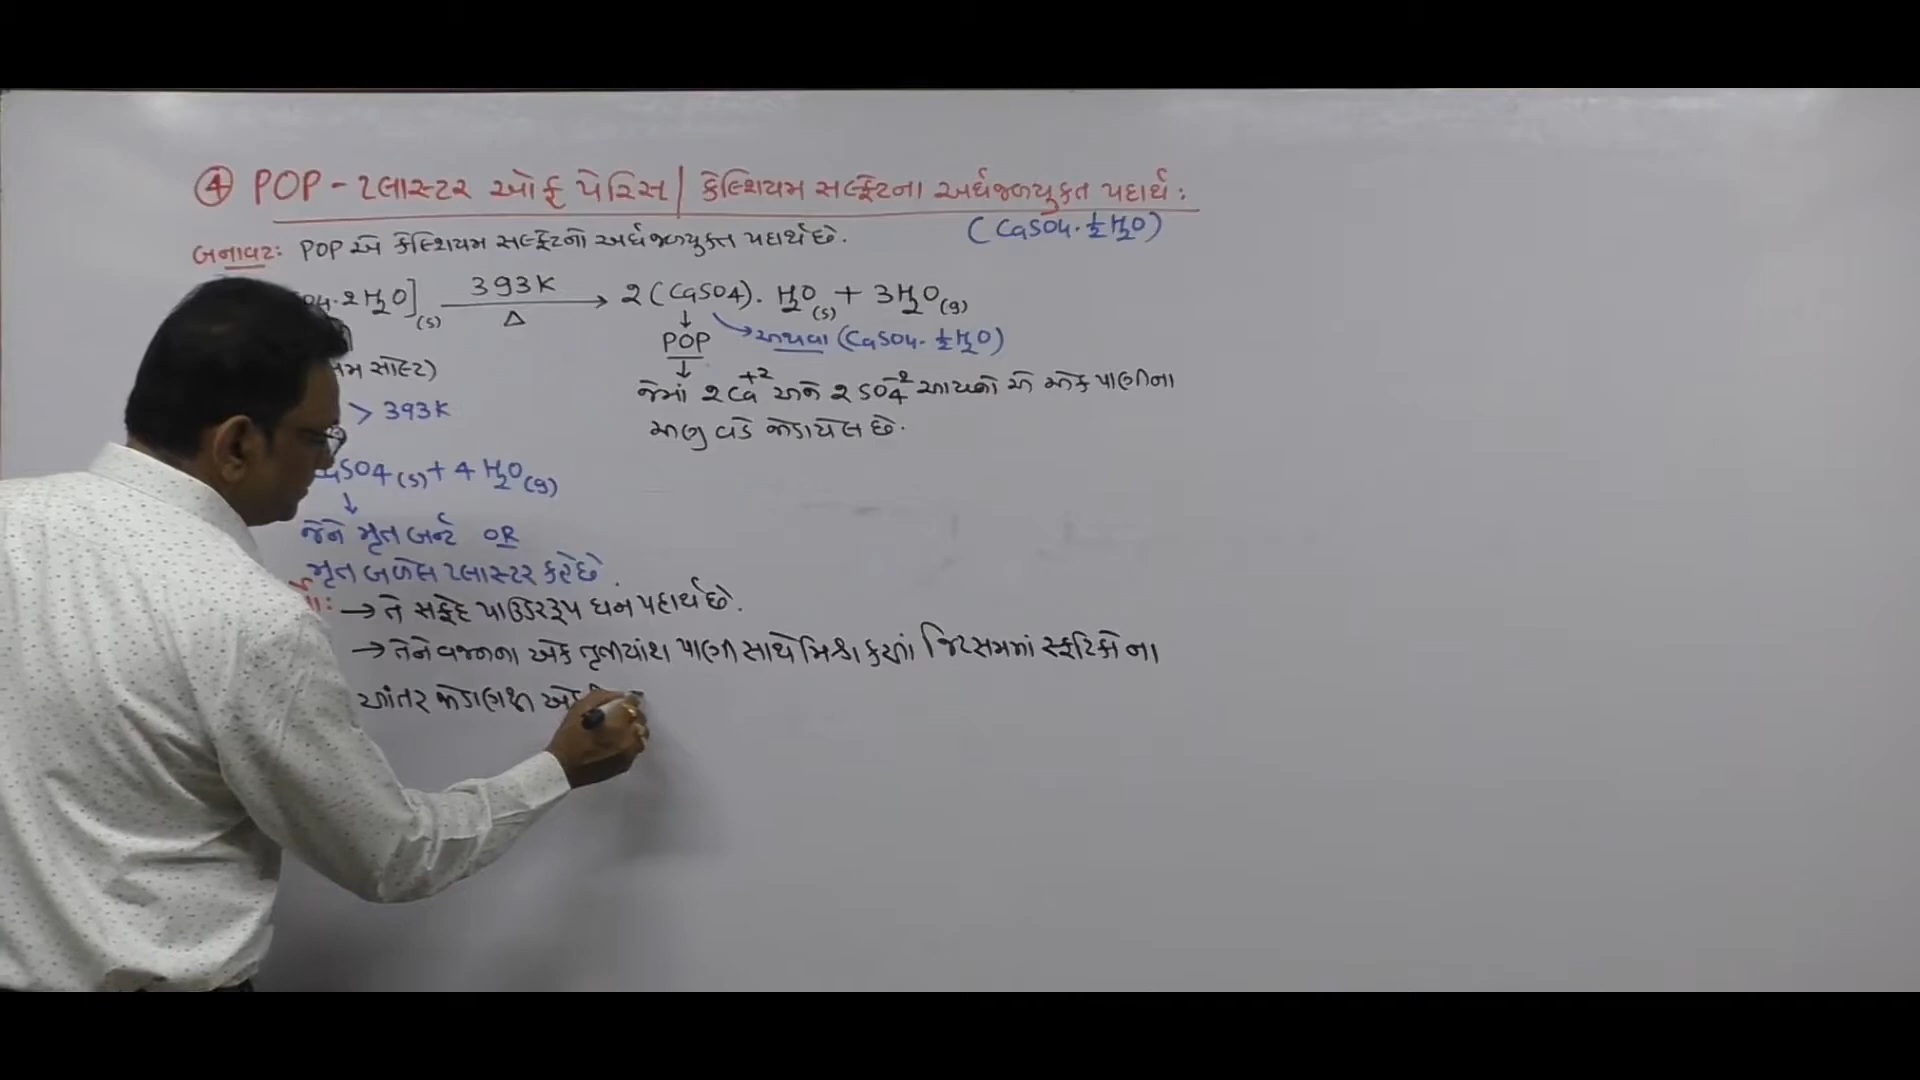 ④ POP - પ્લાસ્ટર ઓફ પેરિસ / કેલ્શિયમ સલ્ફેટના અર્ધજળયુક્ત પદાર્થ :
(CaSO4 · ½H2O)
બનાવટ: POP એ કેલ્શિયમ સલ્ફેટનો અર્ધજળયુક્ત પદાર્થ છે.
2H2O](s) 393K Δ → 2(CaSO4) · H2O(s) + 3H2O(g)
↓ POP → અથવા (CaSO4 · ½H2O)
સોલ્ટ)
↓ જેમાં 2Ca+2 અને 2SO4-2 આયનો એ એક પાણીના
> 393K
અણુ વડે જોડાયેલ છે.
SO4(s) + 4H2O(g)
↓
જેને મૃત બર્ન્ટ OR
મૃત બળેલ પ્લાસ્ટર કહે છે.
→ તે સફેદ પાઉડરરૂપ ઘન પદાર્થ છે.
→ તેને વજનના એક તૃતીયાંશ પાણી સાથે મિશ્ર કરતાં જિપ્સમમાં સ્ફટિકો ના
આંતર જોડાણથી